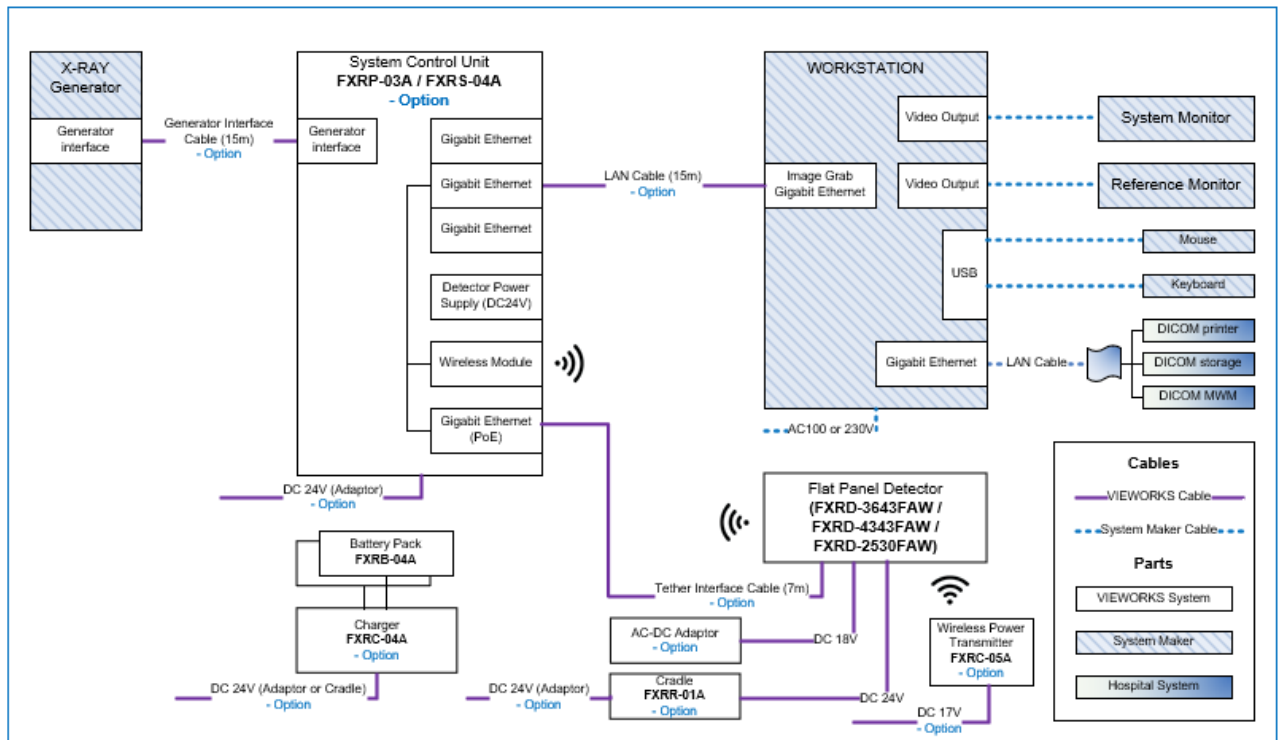 X-RAY
Generator
Generator
interface
Generator Interface
Cable (15m)
- Option
System Control Unit
FXRP-03A / FXRS-04A
- Option
Generator
interface
Gigabit Ethernet
Gigabit Ethernet
Gigabit Ethernet
Detector Power
Supply (DC24V)
Wireless Module
Gigabit Ethernet
(PoE)
LAN Cable (15m)
- Option
WORKSTATION
Video Output
Image Grab
Gigabit Ethernet
Video Output
USB
Gigabit Ethernet
System Monitor
Reference Monitor
Mouse
Keyboard
LAN Cable
DICOM printer
DICOM storage
DICOM MWM
AC100 or 230V
DC 24V (Adaptor)
- Option
Battery Pack
FXRB-04A
Charger
FXRC-04A
- Option
DC 24V (Adaptor or Cradle)
- Option
Flat Panel Detector
(FXRD-3643FAW /
FXRD-4343FAW /
FXRD-2530FAW)
Tether Interface Cable (7m)
- Option
AC-DC Adaptor
- Option
DC 18V
DC 24V (Adaptor)
- Option
Cradle
FXRR-01A
- Option
DC 24V
Wireless Power
Transmitter
FXRC-05A
- Option
DC 17V
- Option
Cables
VIEWORKS Cable
System Maker Cable
Parts
VIEWORKS System
System Maker
Hospital System